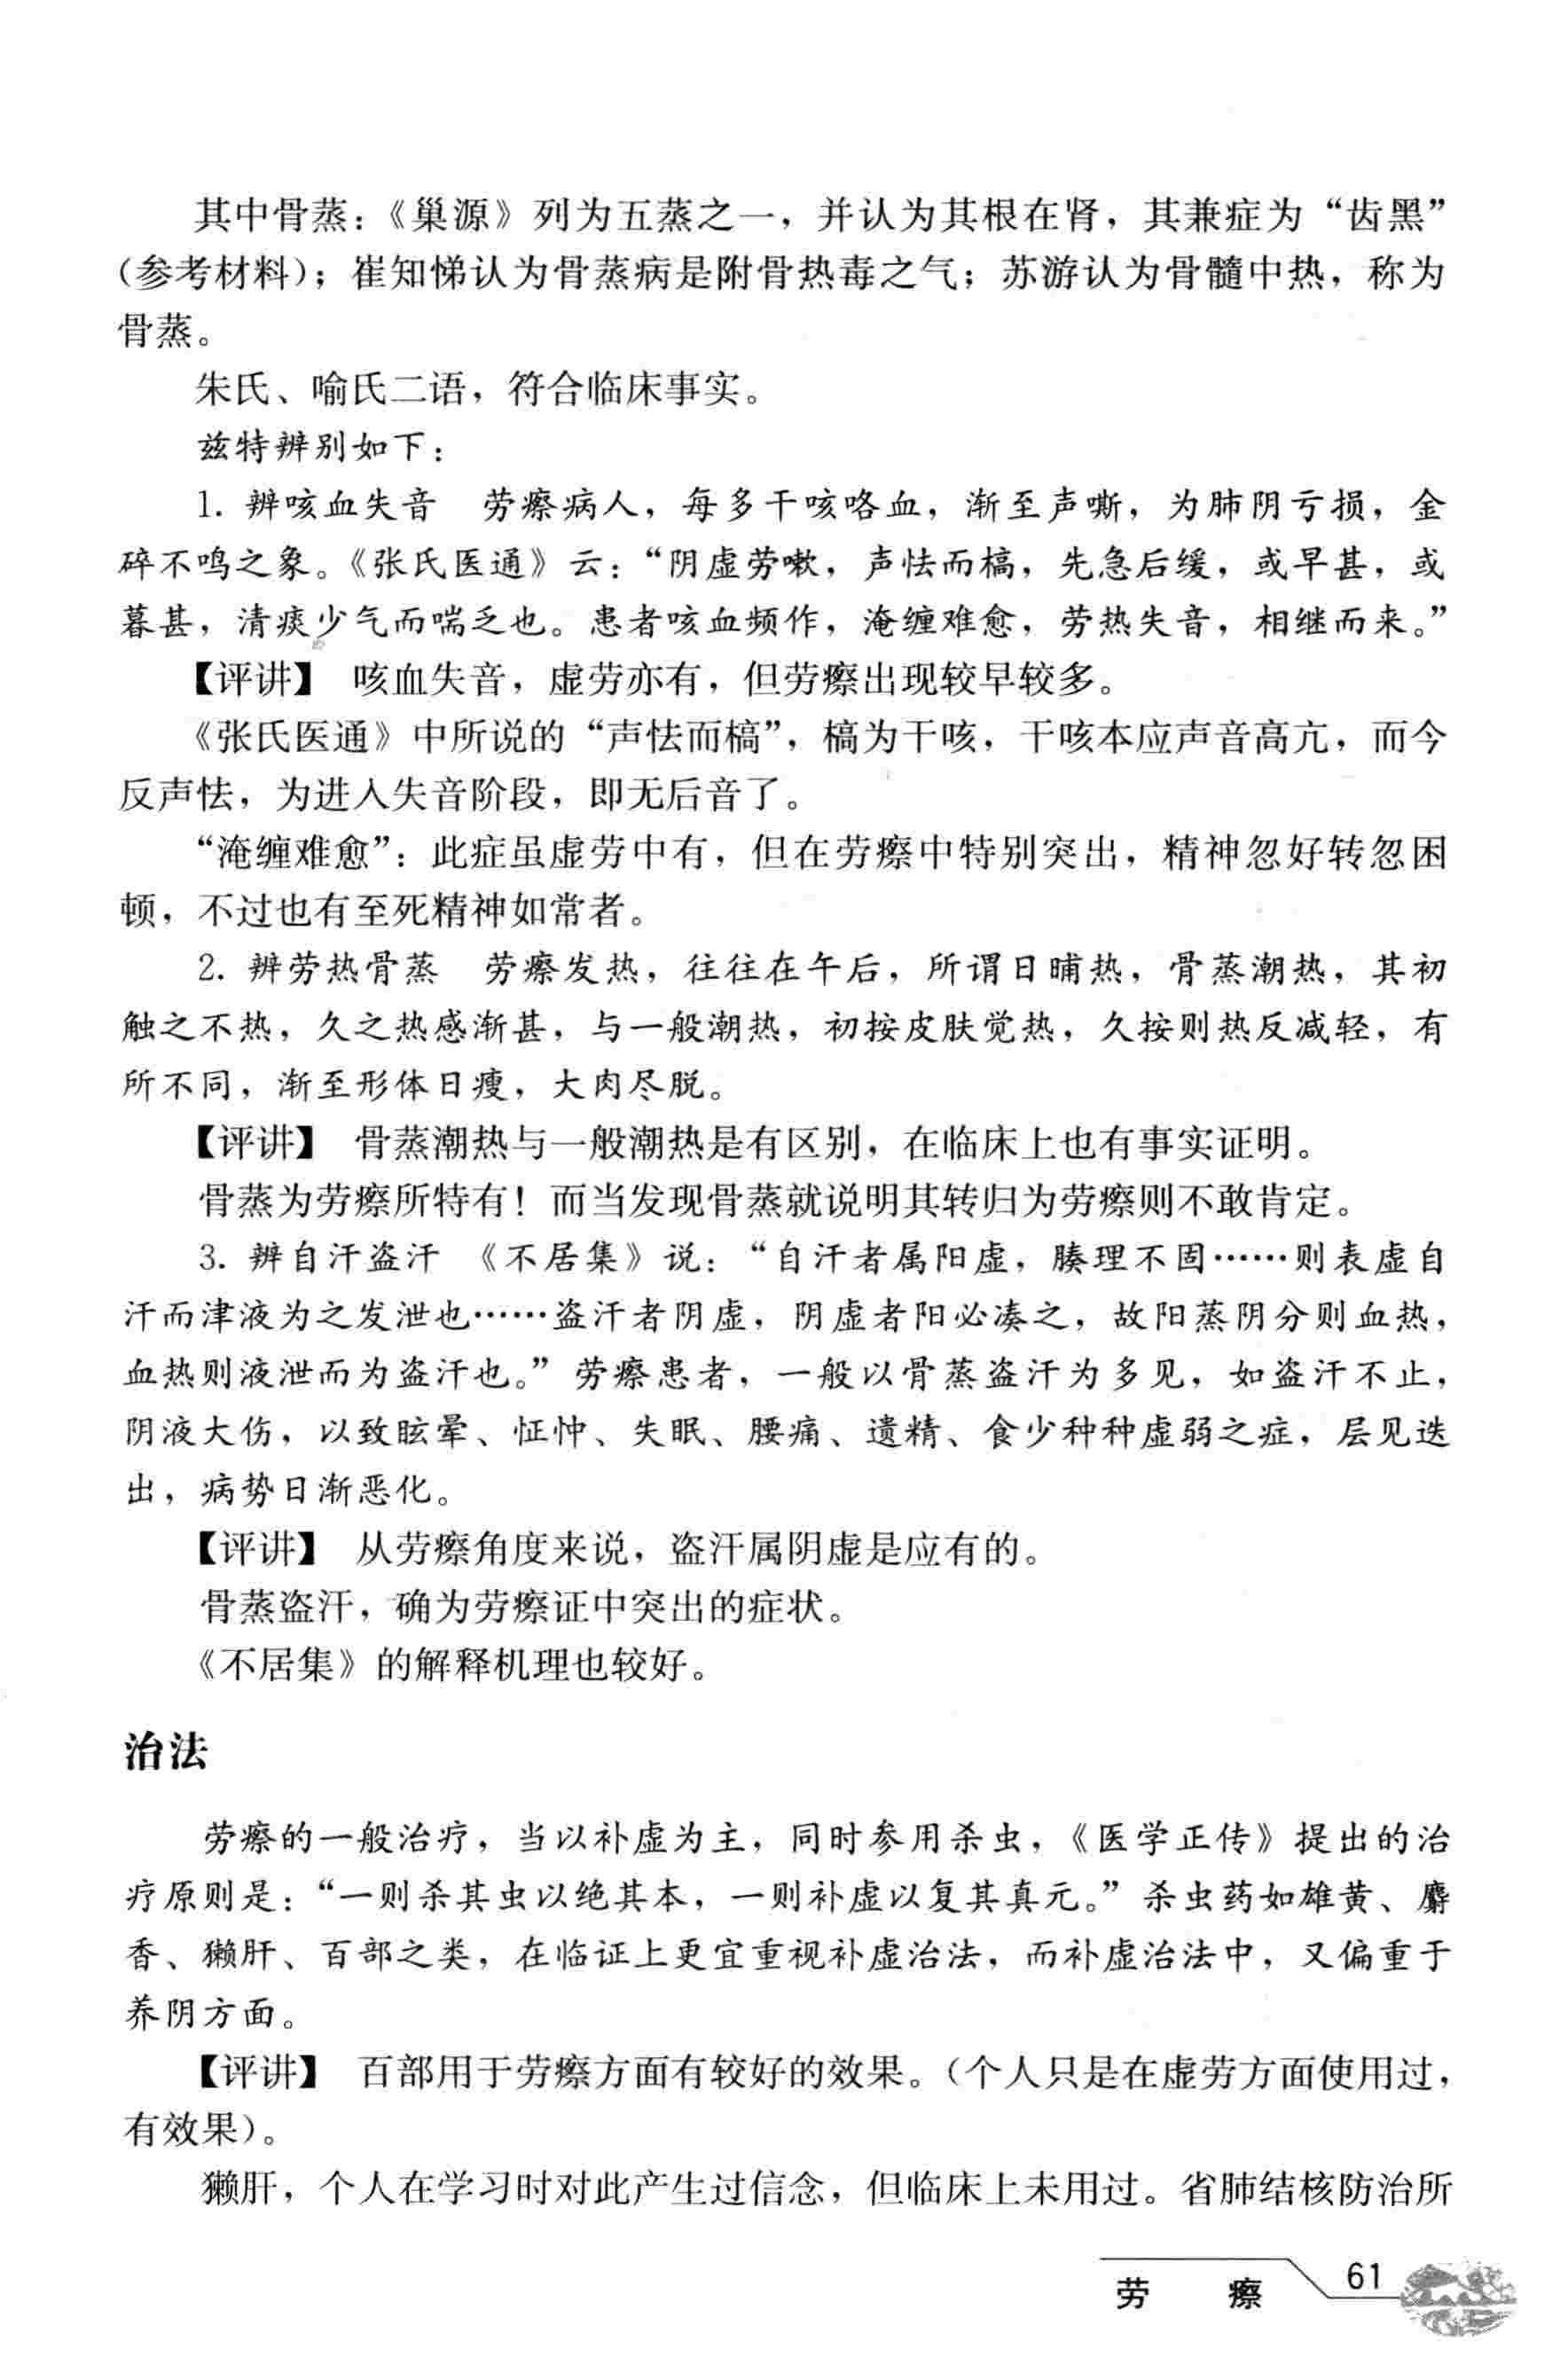 其中骨蒸：《巢源》列为五蒸之一，并认为其根在肾，其兼症为“齿黑”
（参考材料）；崔知悌认为骨蒸病是附骨热毒之气；苏游认为骨髓中热，称为
骨蒸。
朱氏、喻氏二语，符合临床事实。
兹特辨别如下：
1. 辨咳血失音　劳瘵病人，每多干咳咯血，渐至声嘶，为肺阴亏损，金
碎不鸣之象。《张氏医通》云：“阴虚劳嗽，声怯而槁，先急后缓，或早甚，或
暮甚，清痰少气而喘乏也。患者咳血频作，淹缠难愈，劳热失音，相继而来。”
【评讲】　咳血失音，虚劳亦有，但劳瘵出现较早较多。
《张氏医通》中所说的“声怯而槁”，槁为干咳，干咳本应声音高亢，而今
反声怯，为进入失音阶段，即无后音了。
“淹缠难愈”：此症虽虚劳中有，但在劳瘵中特别突出，精神忽好转忽困
顿，不过也有至死精神如常者。
2. 辨劳热骨蒸　劳瘵发热，往往在午后，所谓日晡热，骨蒸潮热，其初
触之不热，久之热感渐甚，与一般潮热，初按皮肤觉热，久按则热反减轻，有
所不同，渐至形体日瘦，大肉尽脱。
【评讲】　骨蒸潮热与一般潮热是有区别，在临床上也有事实证明。
骨蒸为劳瘵所特有！而当发现骨蒸就说明其转归为劳瘵则不敢肯定。
3. 辨自汗盗汗　《不居集》说：“自汗者属阳虚，腠理不固……则表虚自
汗而津液为之发泄也……盗汗者阴虚，阴虚者阳必凑之，故阳蒸阴分则血热，
血热则液泄而为盗汗也。”劳瘵患者，一般以骨蒸盗汗为多见，如盗汗不止，
阴液大伤，以致眩晕、怔忡、失眠、腰痛、遗精、食少种种虚弱之症，层见迭
出，病势日渐恶化。
【评讲】　从劳瘵角度来说，盗汗属阴虚是应有的。
骨蒸盗汗，确为劳瘵证中突出的症状。
《不居集》的解释机理也较好。
治法
劳瘵的一般治疗，当以补虚为主，同时参用杀虫，《医学正传》提出的治
疗原则是：“一则杀其虫以绝其本，一则补虚以复其真元。”杀虫药如雄黄、麝
香、獭肝、百部之类，在临证上更宜重视补虚治法，而补虚治法中，又偏重于
养阴方面。
【评讲】　百部用于劳瘵方面有较好的效果。（个人只是在虚劳方面使用过，
有效果）。
獭肝，个人在学习时对此产生过信念，但临床上未用过。省肺结核防治所
劳　瘵　61